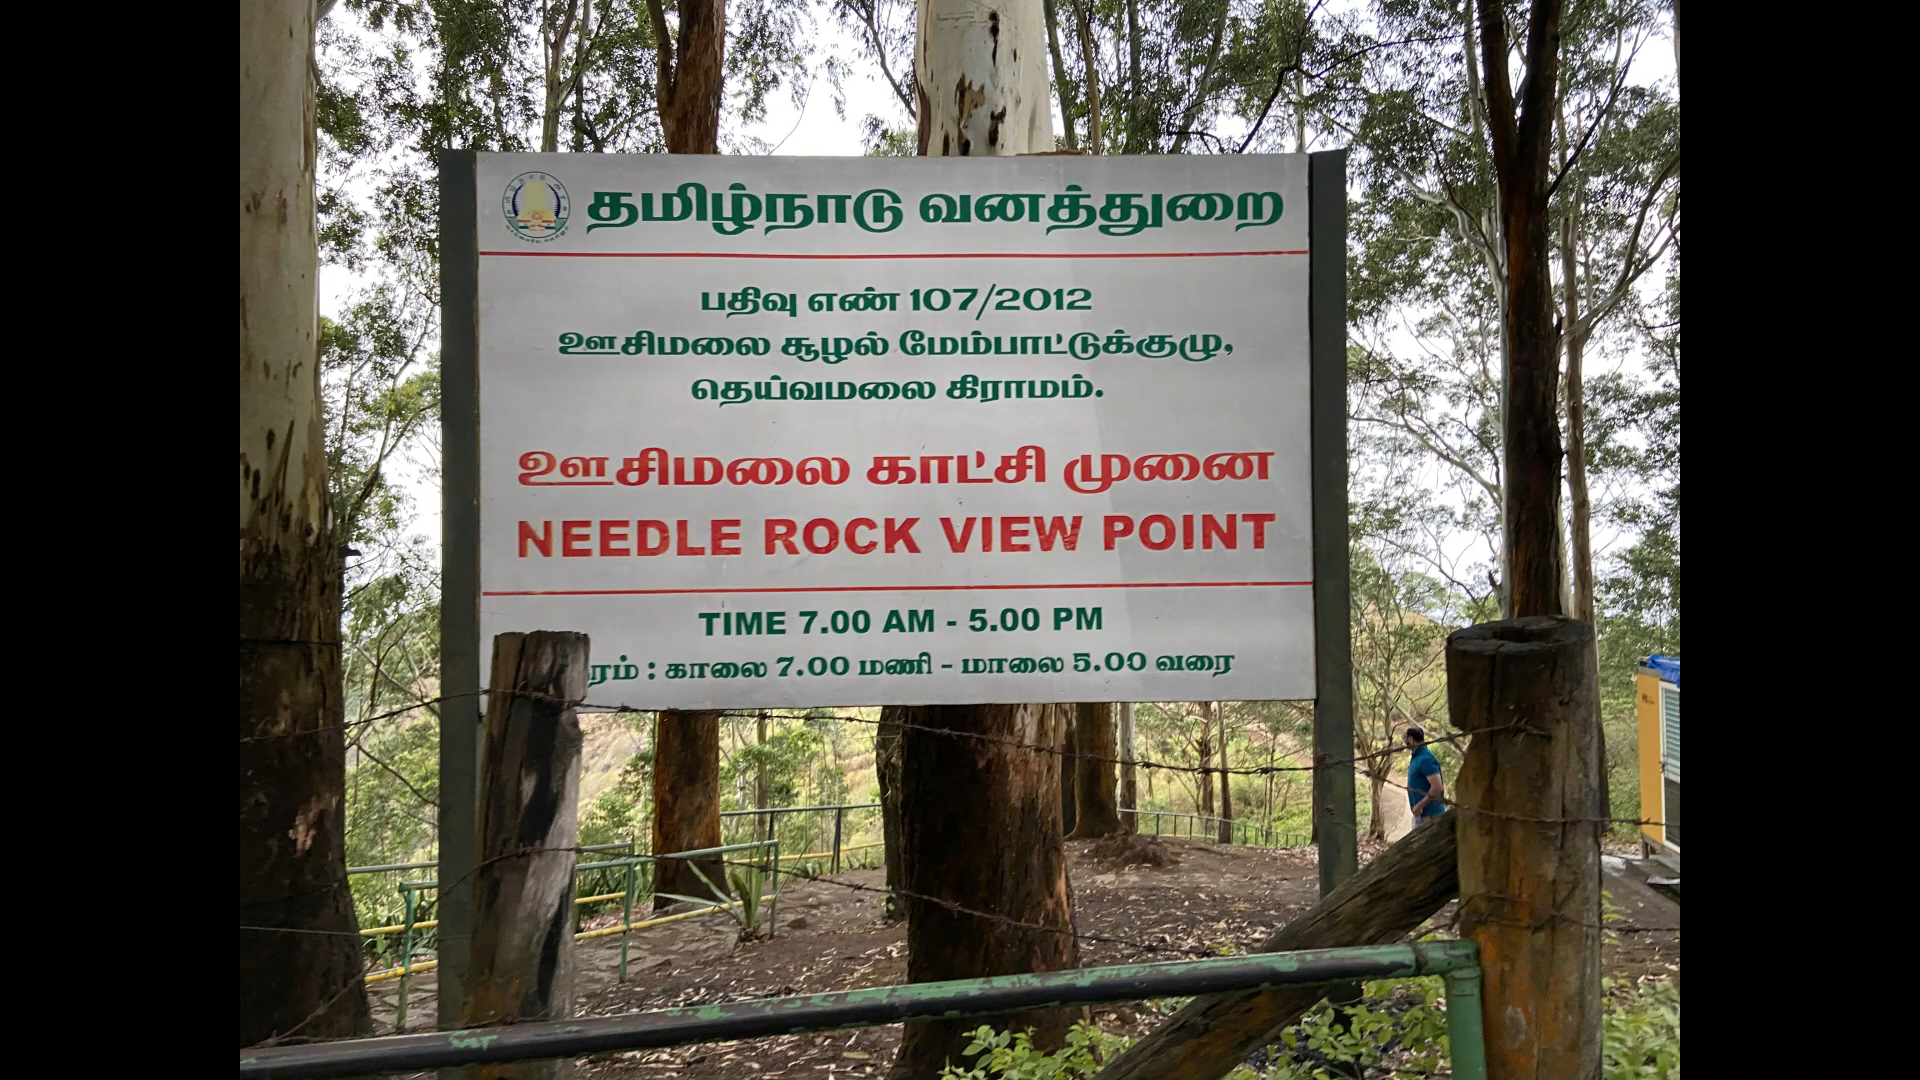 தமிழ்நாடு வனத்துறை
பதிவு எண் 107/2012
ஊசிமலை சூழல் மேம்பாட்டுக்குழு,
தெய்வமலை கிராமம்.
ஊசிமலை காட்சி முனை
NEEDLE ROCK VIEW POINT
TIME 7.00 AM - 5.00 PM
: காலை 7.00 மணி - மாலை 5.00 வரை